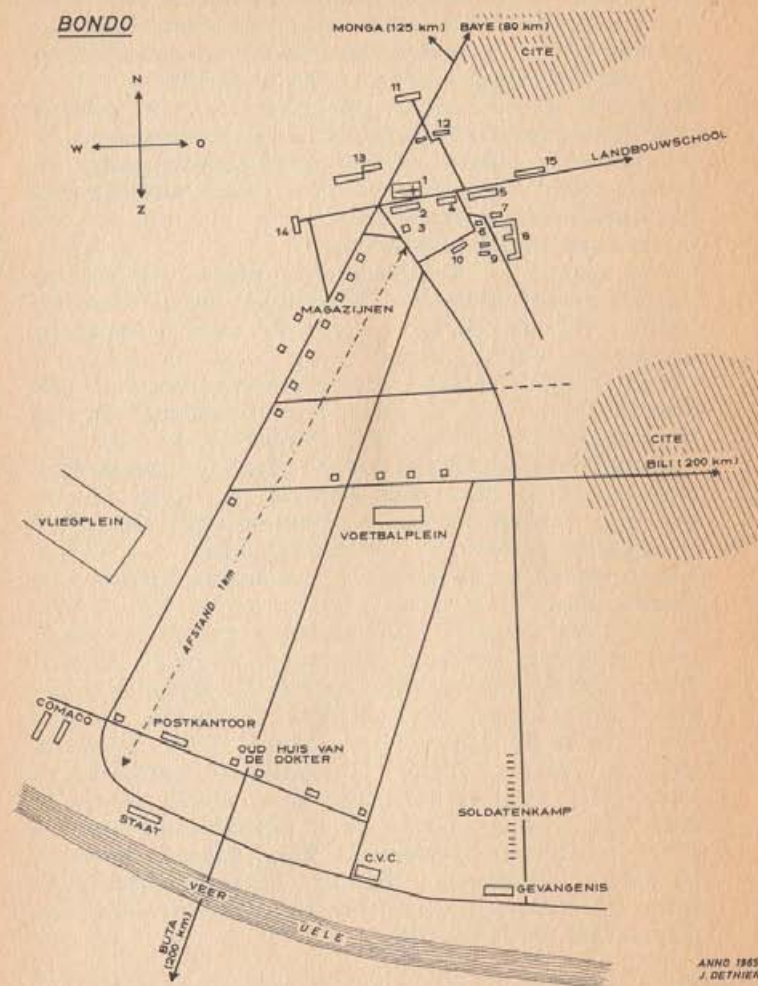 BONDO
MONGA (125 km)
BAYE (80 km)
CITE
N
W
O
Z
11
12
13
1
15
LANDBOUWSCHOOL
2
4
5
14
3
6
7
8
10
9
MAGAZIJNEN
CITE
BILI (200 km)
VLIEGPLEIN
VOETBALPLEIN
AFSTAND 1km
COMACO
POSTKANTOOR
OUD HUIS VAN
DE DOKTER
STAAT
SOLDATENKAMP
C.V.C.
GEVANGENIS
VEER
UELE
BUTA
(200 km)
ANNO 1965
J. DETHIER